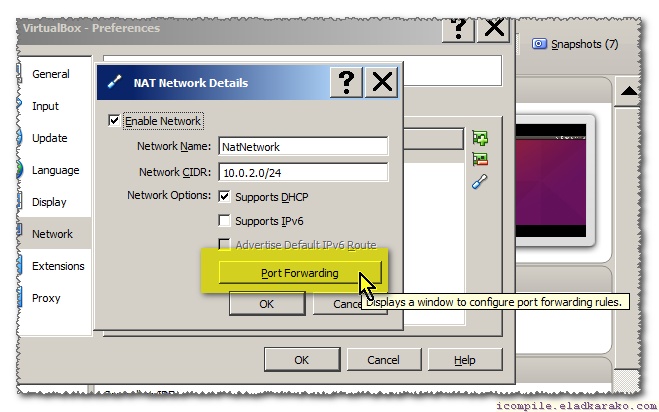 VirtualBox - Preferences
Snapshots (7)
General
Input
Update
Language
Display
Network
Extensions
Proxy
NAT Network Details
Enable Network
Network Name: NatNetwork
Network CIDR: 10.0.2.0/24
Network Options: Supports DHCP
Supports IPv6
Advertise Default IPv6 Route
Port Forwarding
Displays a window to configure port forwarding rules.
OK
OK Cancel Help
icompile.eladkarako.com